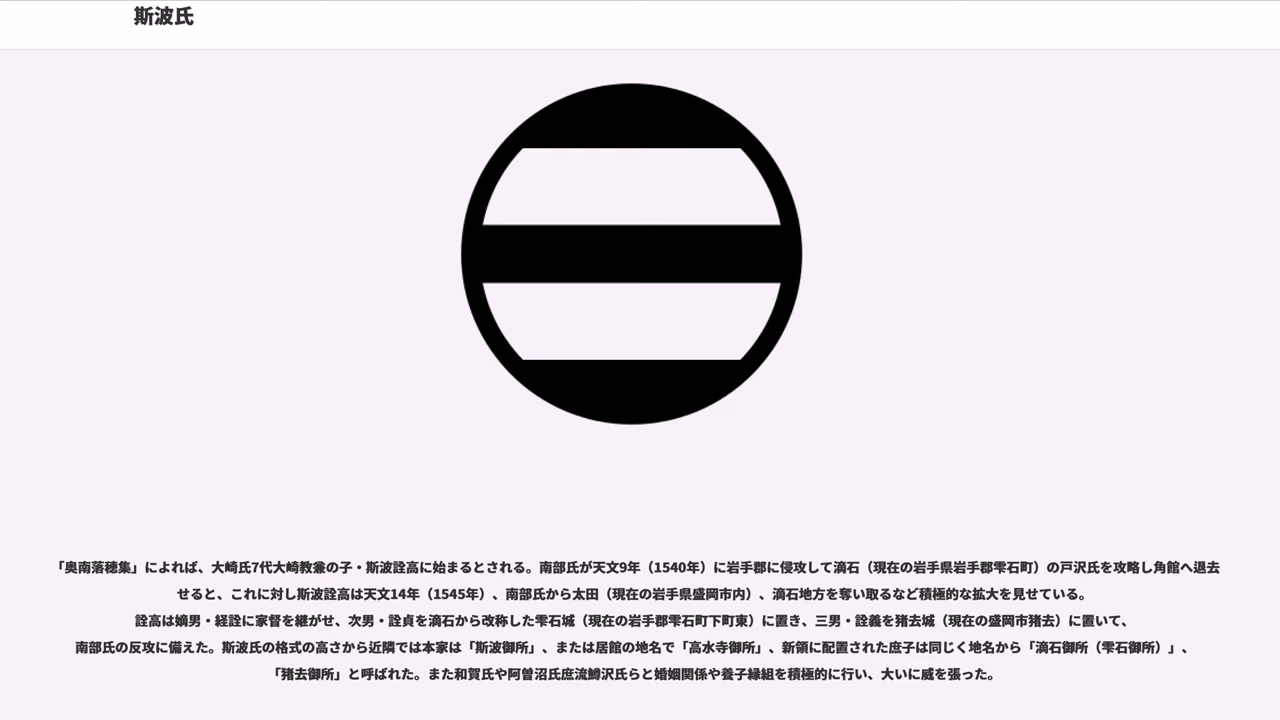 斯波氏
「奥南落穂集」によれば、大崎氏7代大崎教兼の子・斯波詮高に始まるとされる。南部氏が天文9年（1540年）に岩手郡に侵攻して滴石（現在の岩手県岩手郡雫石町）の戸沢氏を攻略し角館へ退去
せると、これに対し斯波詮高は天文14年（1545年）、南部氏から太田（現在の岩手県盛岡市内）、滴石地方を奪い取るなど積極的な拡大を見せている。
詮高は嫡男・経詮に家督を継がせ、次男・詮貞を滴石から改称した雫石城（現在の岩手郡雫石町下町東）に置き、三男・詮義を猪去城（現在の盛岡市猪去）に置いて、
南部氏の反攻に備えた。斯波氏の格式の高さから近隣では本家は「斯波御所」、または居館の地名で「高水寺御所」、新領に配置された庶子は同じく地名から「滴石御所（雫石御所）」、
「猪去御所」と呼ばれた。また和賀氏や阿曽沼氏庶流鱒沢氏らと婚姻関係や養子縁組を積極的に行い、大いに威を張った。